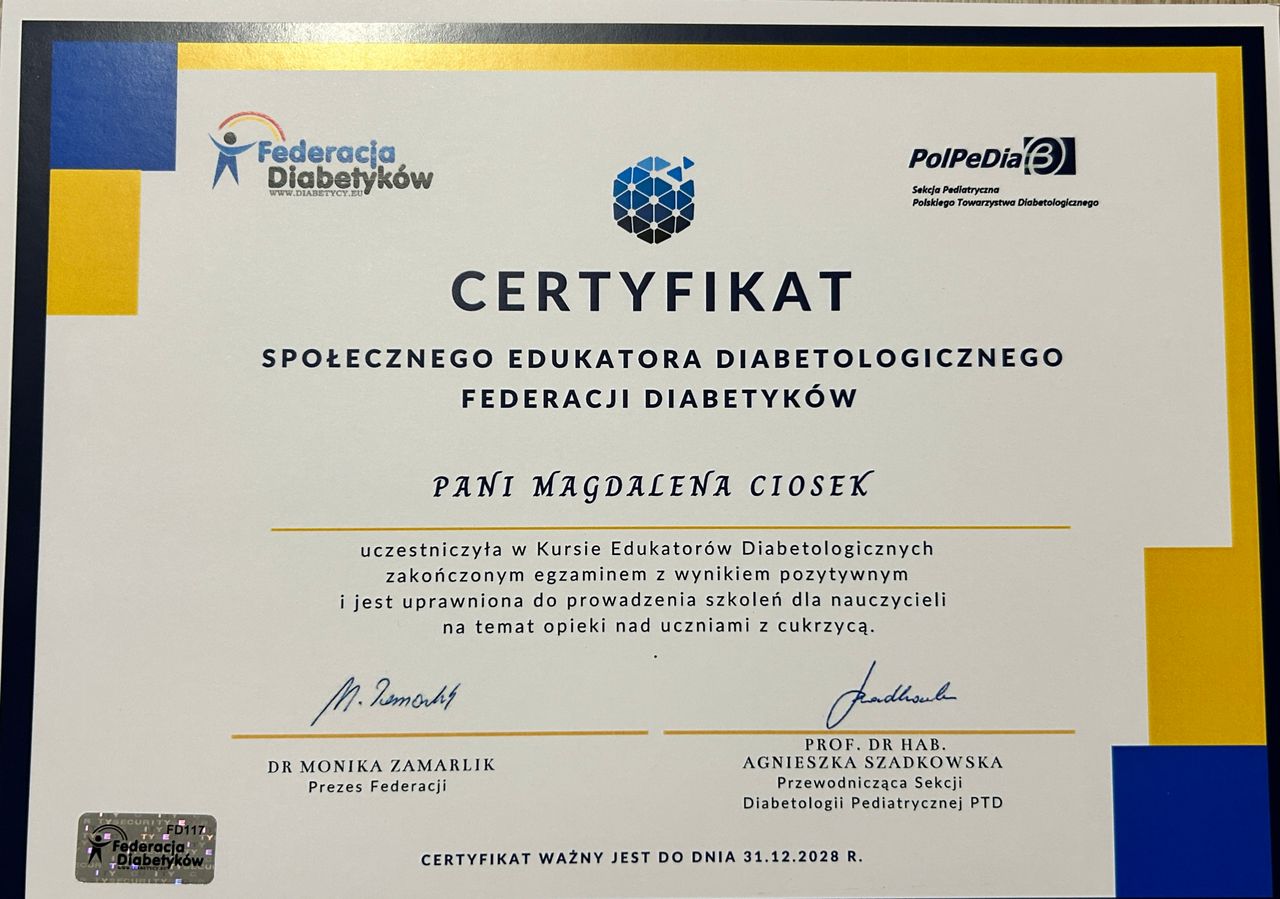 Federacja
Diabetyków
WWW.DIABETYCY.EU
PolPeDiaβ
Sekcja Pediatryczna
Polskiego Towarzystwa Diabetologicznego
CERTYFIKAT
SPOŁECZNEGO EDUKATORA DIABETOLOGICZNEGO
FEDERACJI DIABETYKÓW
PANI MAGDALENA CIOSEK
uczestniczyła w Kursie Edukatorów Diabetologicznych
zakończonym egzaminem z wynikiem pozytywnym
i jest uprawniona do prowadzenia szkoleń dla nauczycieli
na temat opieki nad uczniami z cukrzycą.
M. Zamarlik
DR MONIKA ZAMARLIK
Prezes Federacji
PROF. DR HAB.
AGNIESZKA SZADKOWSKA
Przewodnicząca Sekcji
Diabetologii Pediatrycznej PTD
FD117
Federacja
Diabetyków
CERTYFIKAT WAŻNY JEST DO DNIA 31.12.2028 R.